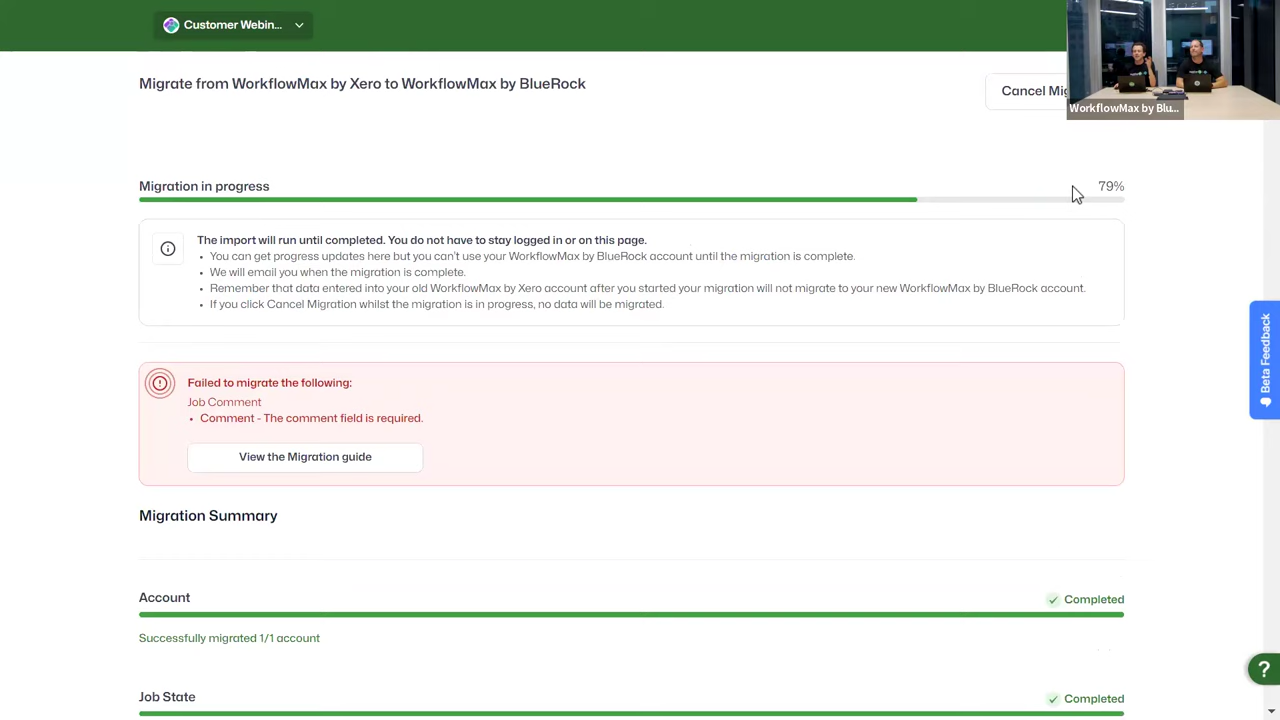 Customer Webin...
Migrate from WorkflowMax by Xero to WorkflowMax by BlueRock
Cancel Mig
WorkflowMax by Blu...
Migration in progress
79%
The import will run until completed. You do not have to stay logged in or on this page.
• You can get progress updates here but you can't use your WorkflowMax by BlueRock account until the migration is complete.
• We will email you when the migration is complete.
• Remember that data entered into your old WorkflowMax by Xero account after you started your migration will not migrate to your new WorkflowMax by BlueRock account.
• If you click Cancel Migration whilst the migration is in progress, no data will be migrated.
Failed to migrate the following:
Job Comment
• Comment - The comment field is required.
View the Migration guide
Beta Feedback
Migration Summary
Account
Completed
Successfully migrated 1/1 account
?
Job State
Completed